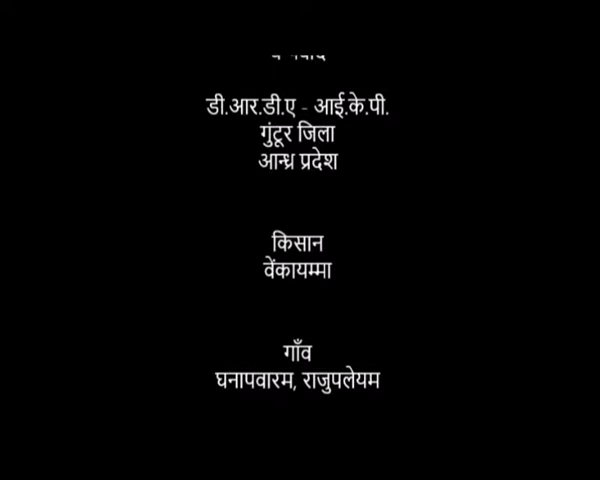 डी.आर.डी.ए - आई.के.पी.
गुंटूर जिला
आन्ध्र प्रदेश
किसान
वेंकायम्मा
गाँव
घनापवारम, राजुपलेयम